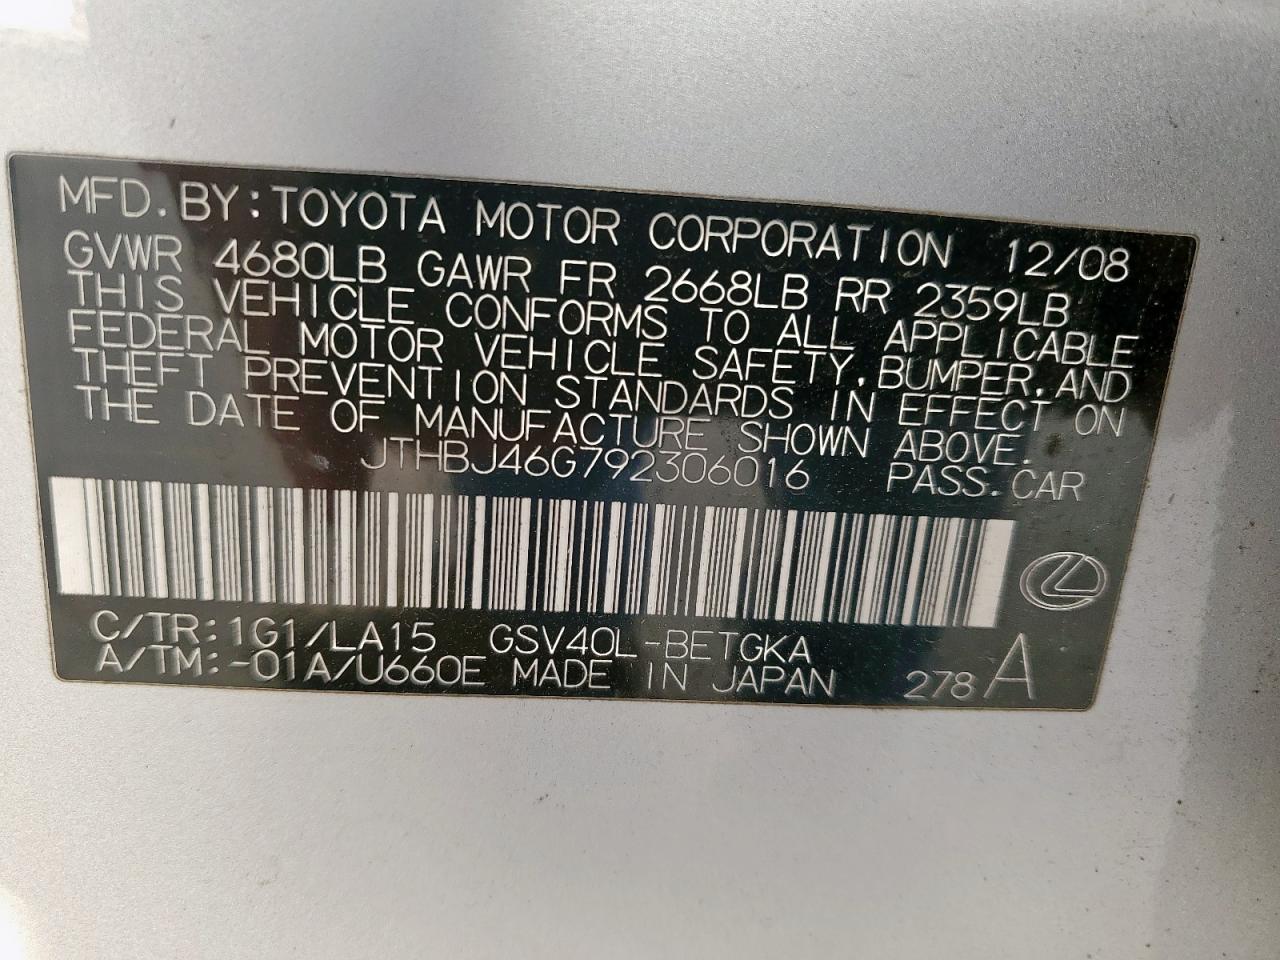 MFD. BY: TOYOTA MOTOR CORPORATION 12/08
GVWR 4680LB GAWR FR 2668LB RR 2359LB
THIS VEHICLE CONFORMS TO ALL APPLICABLE
FEDERAL MOTOR VEHICLE SAFETY, BUMPER, AND
THEFT PREVENTION STANDARDS IN EFFECT ON
THE DATE OF MANUFACTURE SHOWN ABOVE.
JTHBJ46G792306016 PASS. CAR
C/TR: 1G1/LA15 GSV40L-BETGKA
A/TM: -01A/U660E MADE IN JAPAN 278 A